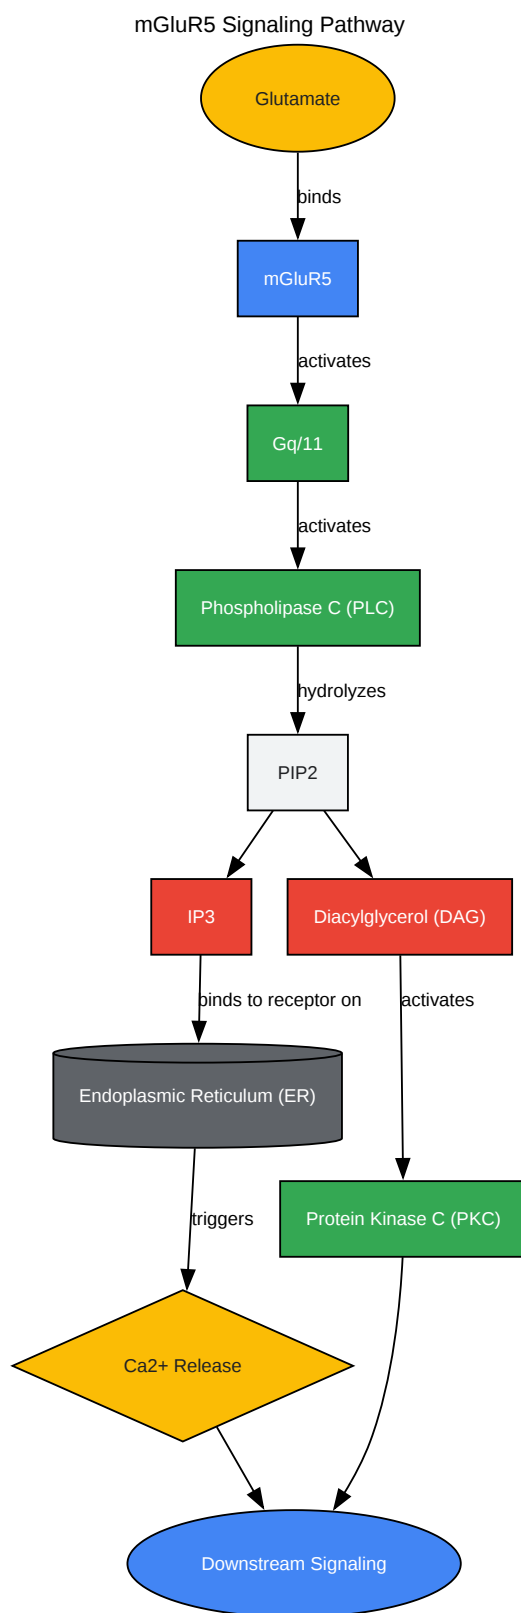 mGluR5 Signaling Pathway
Glutamate
binds
mGluR5
activates
Gq/11
activates
Phospholipase C (PLC)
hydrolyzes
PIP2
IP3
Diacylglycerol (DAG)
binds to receptor on
activates
Endoplasmic Reticulum (ER)
triggers
Protein Kinase C (PKC)
Ca2+ Release
Downstream Signaling